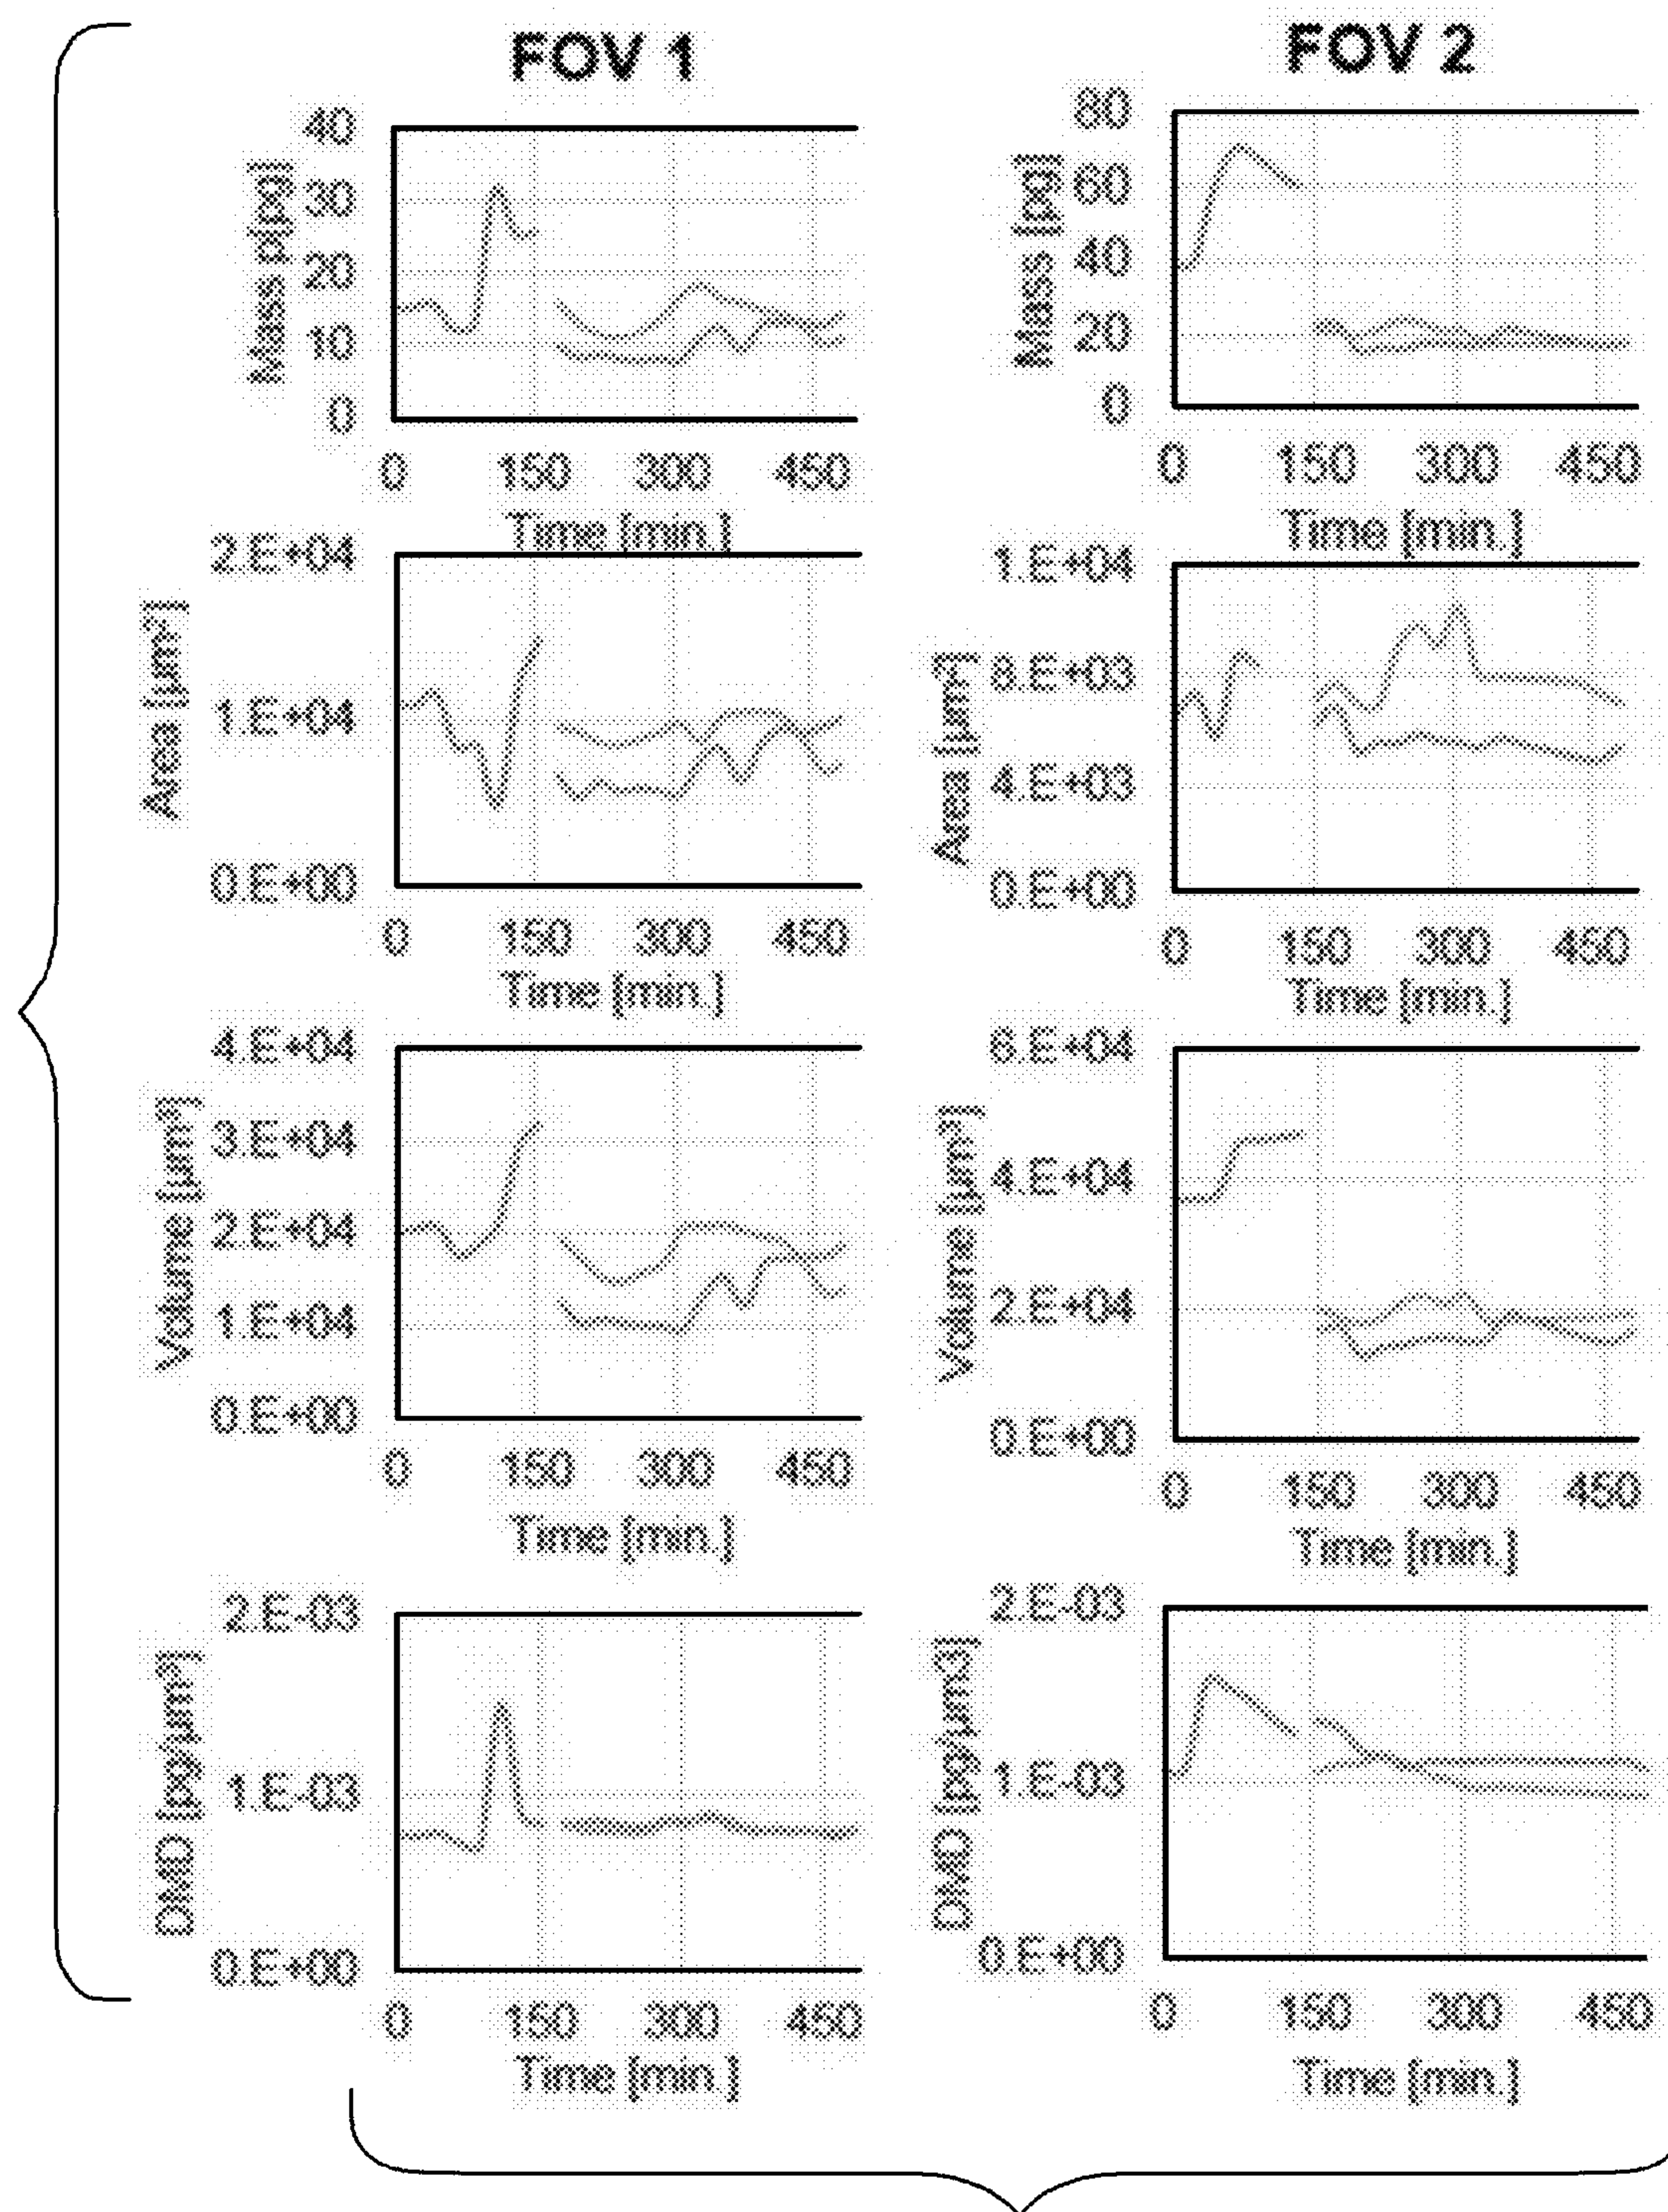 FOV 1
FOV 2
40
30
20
10
0
Mass p[pg]
0 150 300 450
Time [min.]
80
60
40
20
0
Mass [pg]
0 150 300 450
Time [min.]
2.E+04
1.E+04
0.E+00
Area [µm²]
0 150 300 450
Time [min.]
1.E+04
8.E+03
4.E+03
0.E+00
Area [µm²]
0 150 300 450
Time [min.]
4.E+04
3.E+04
2.E+04
1.E+04
0.E+00
Volume [µm³]
0 150 300 450
Time [min.]
6.E+04
4.E+04
2.E+04
0.E+00
Volume [µm³]
0 150 300 450
Time [min.]
2.E-03
1.E-03
0.E+00
DMD [pg/µm³]
0 150 300 450
Time [min.]
2.E-03
1.E-03
0.E+00
DMD [pg/µm3]
0 150 300 450
Time [min.]